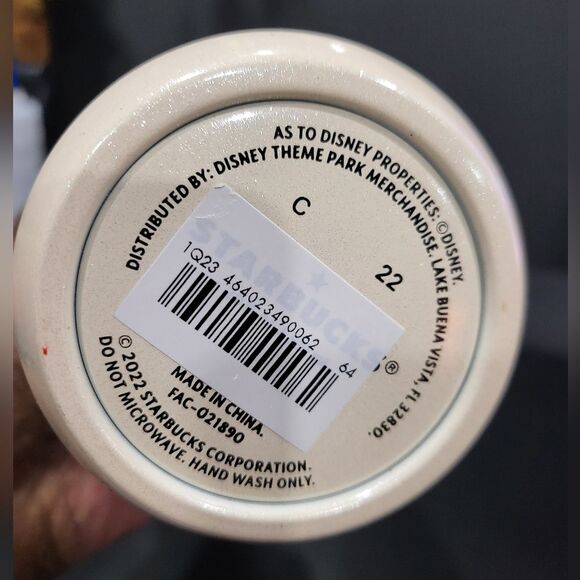 AS TO DISNEY PROPERTIES: ©DISNEY.
DISTRIBUTED BY: DISNEY THEME PARK MERCHANDISE. LAKE BUENA VISTA, FL 32830.
C
22
STARBUCKS®
1Q23 464023490062 64
MADE IN CHINA.
FAC-021890
© 2022 STARBUCKS CORPORATION.
DO NOT MICROWAVE. HAND WASH ONLY.